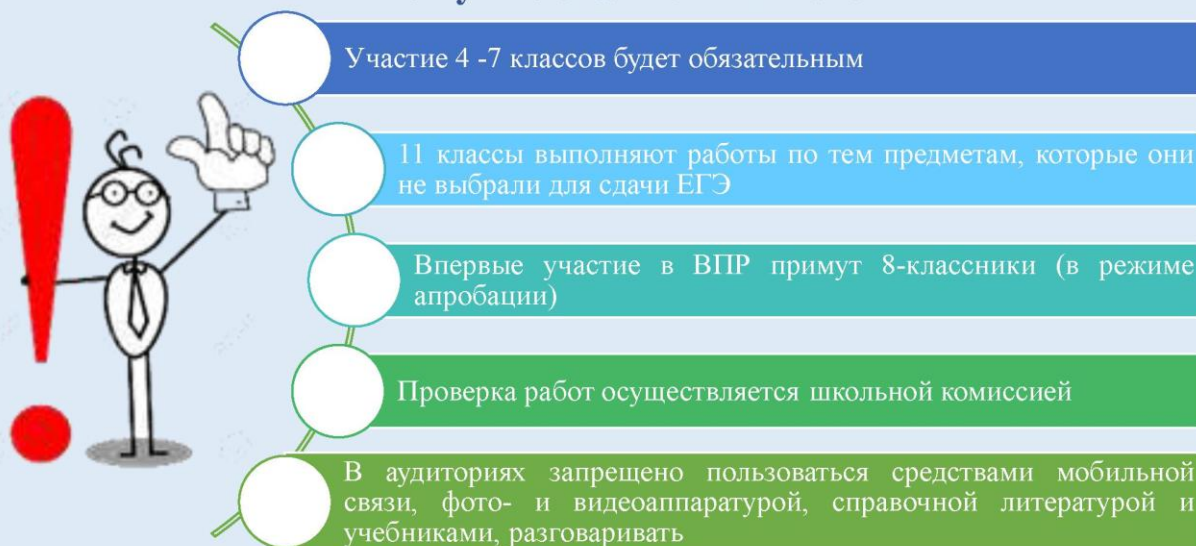 Участие 4 -7 классов будет обязательным
11 классы выполняют работы по тем предметам, которые они
не выбрали для сдачи ЕГЭ
Впервые участие в ВПР примут 8-классники (в режиме
апробации)
Проверка работ осуществляется школьной комиссией
В аудиториях запрещено пользоваться средствами мобильной
связи, фото- и видеоаппаратурой, справочной литературой и
учебниками, разговаривать